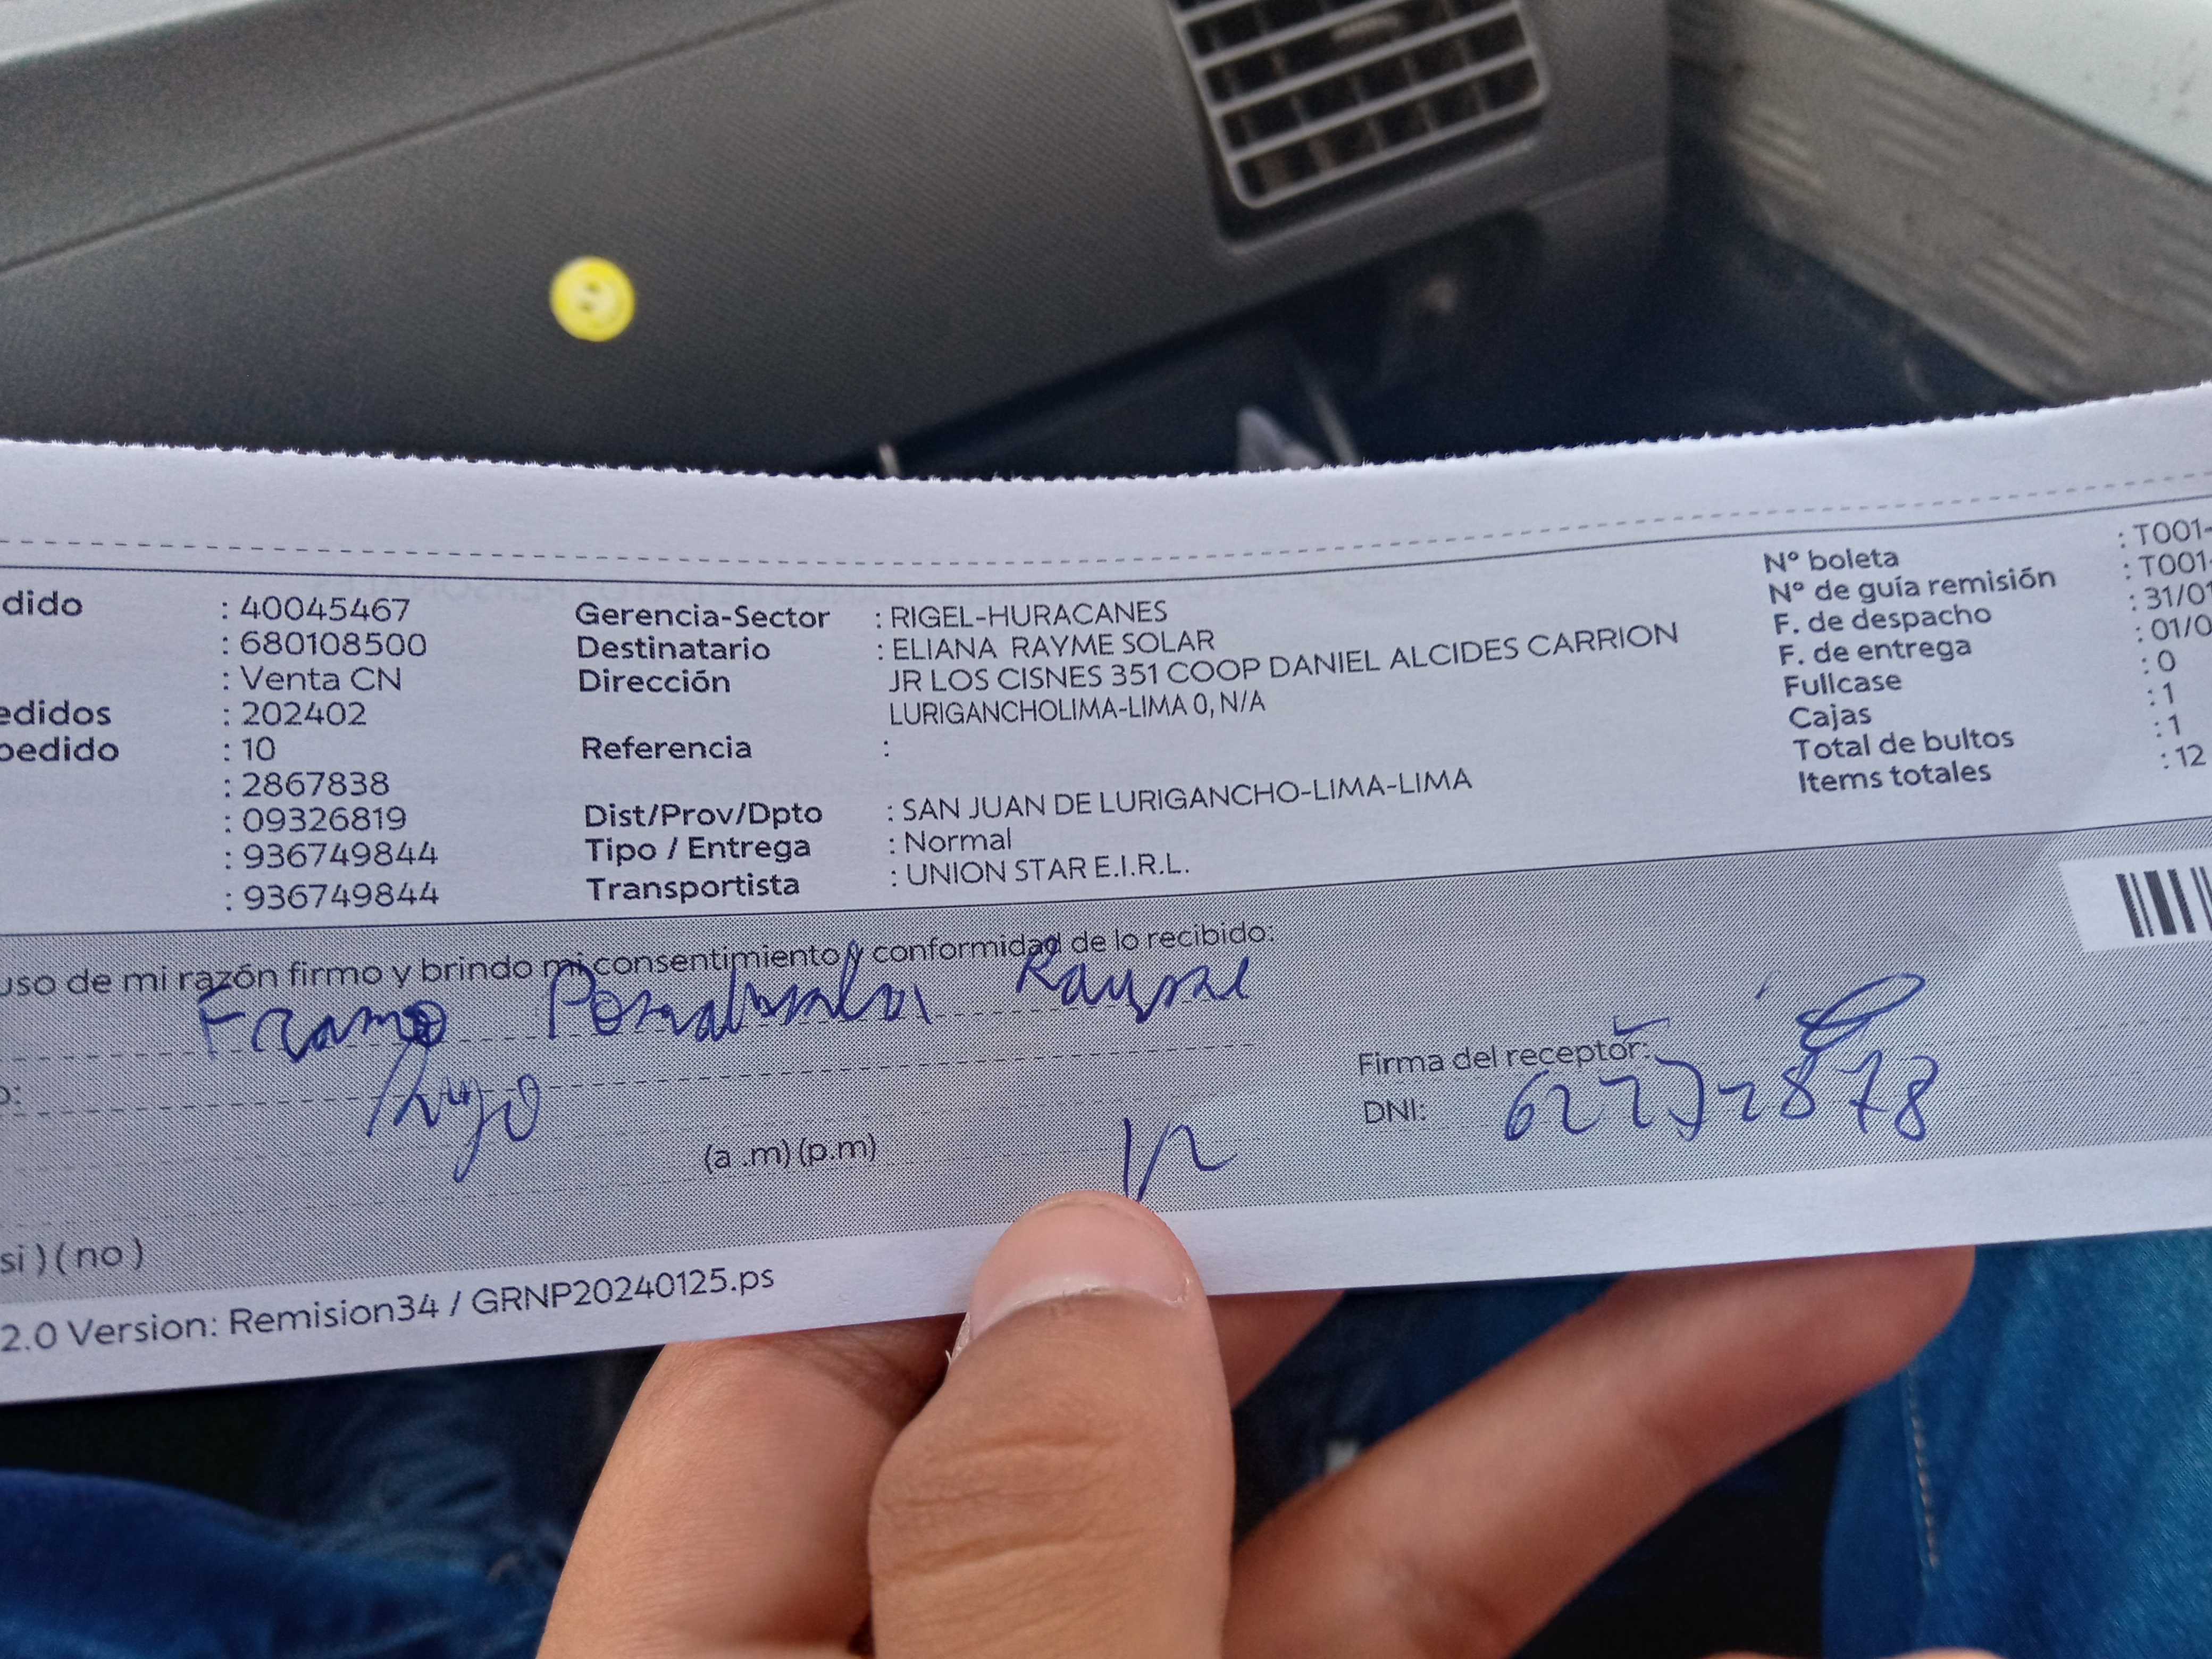 dido : 40045467
: 680108500
: Venta CN
edidos : 202402
pedido : 10
: 2867838
: 09326819
: 936749844
: 936749844
Gerencia-Sector : RIGEL-HURACANES
Destinatario : ELIANA RAYME SOLAR
Dirección JR LOS CISNES 351 COOP DANIEL ALCIDES CARRION
LURIGANCHOLIMA-LIMA 0, N/A
Referencia :
Dist/Prov/Dpto : SAN JUAN DE LURIGANCHO-LIMA-LIMA
Tipo / Entrega : Normal
Transportista : UNION STAR E.I.R.L.
Nº boleta : T001-
Nº de guía remisión : T001-
F. de despacho : 31/01
F. de entrega : 01/0
Fullcase : 0
Cajas : 1
Total de bultos : 1
Items totales : 12
uso de mi razón firmo y brindo mi consentimiento y conformidad de lo recibido:
Rayme
o: Hijo
Firma del receptor:
DNI:
(a .m) (p.m)
si ) ( no )
2.0 Version: Remision34 / GRNP20240125.ps